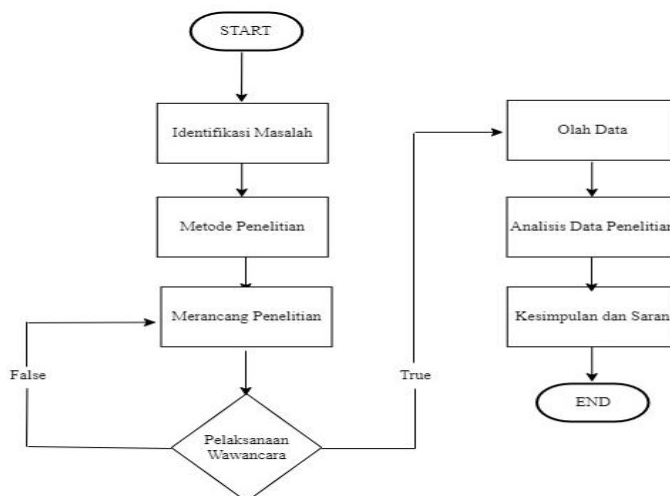 START
Identifikasi Masalah
Metode Penelitian
Merancang Penelitian
False
Pelaksanaan
Wawancara
True
Olah Data
Analisis Data Penelitian
Kesimpulan dan Saran
END